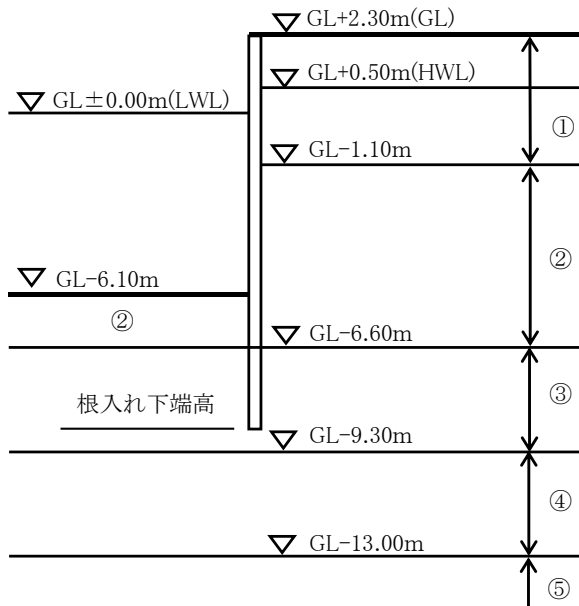 GL+2.30m(GL)
GL+0.50m(HWL)
GL±0.00m(LWL)
①
GL-1.10m
②
GL-6.10m
②
GL-6.60m
③
根入れ下端高
GL-9.30m
④
GL-13.00m
⑤